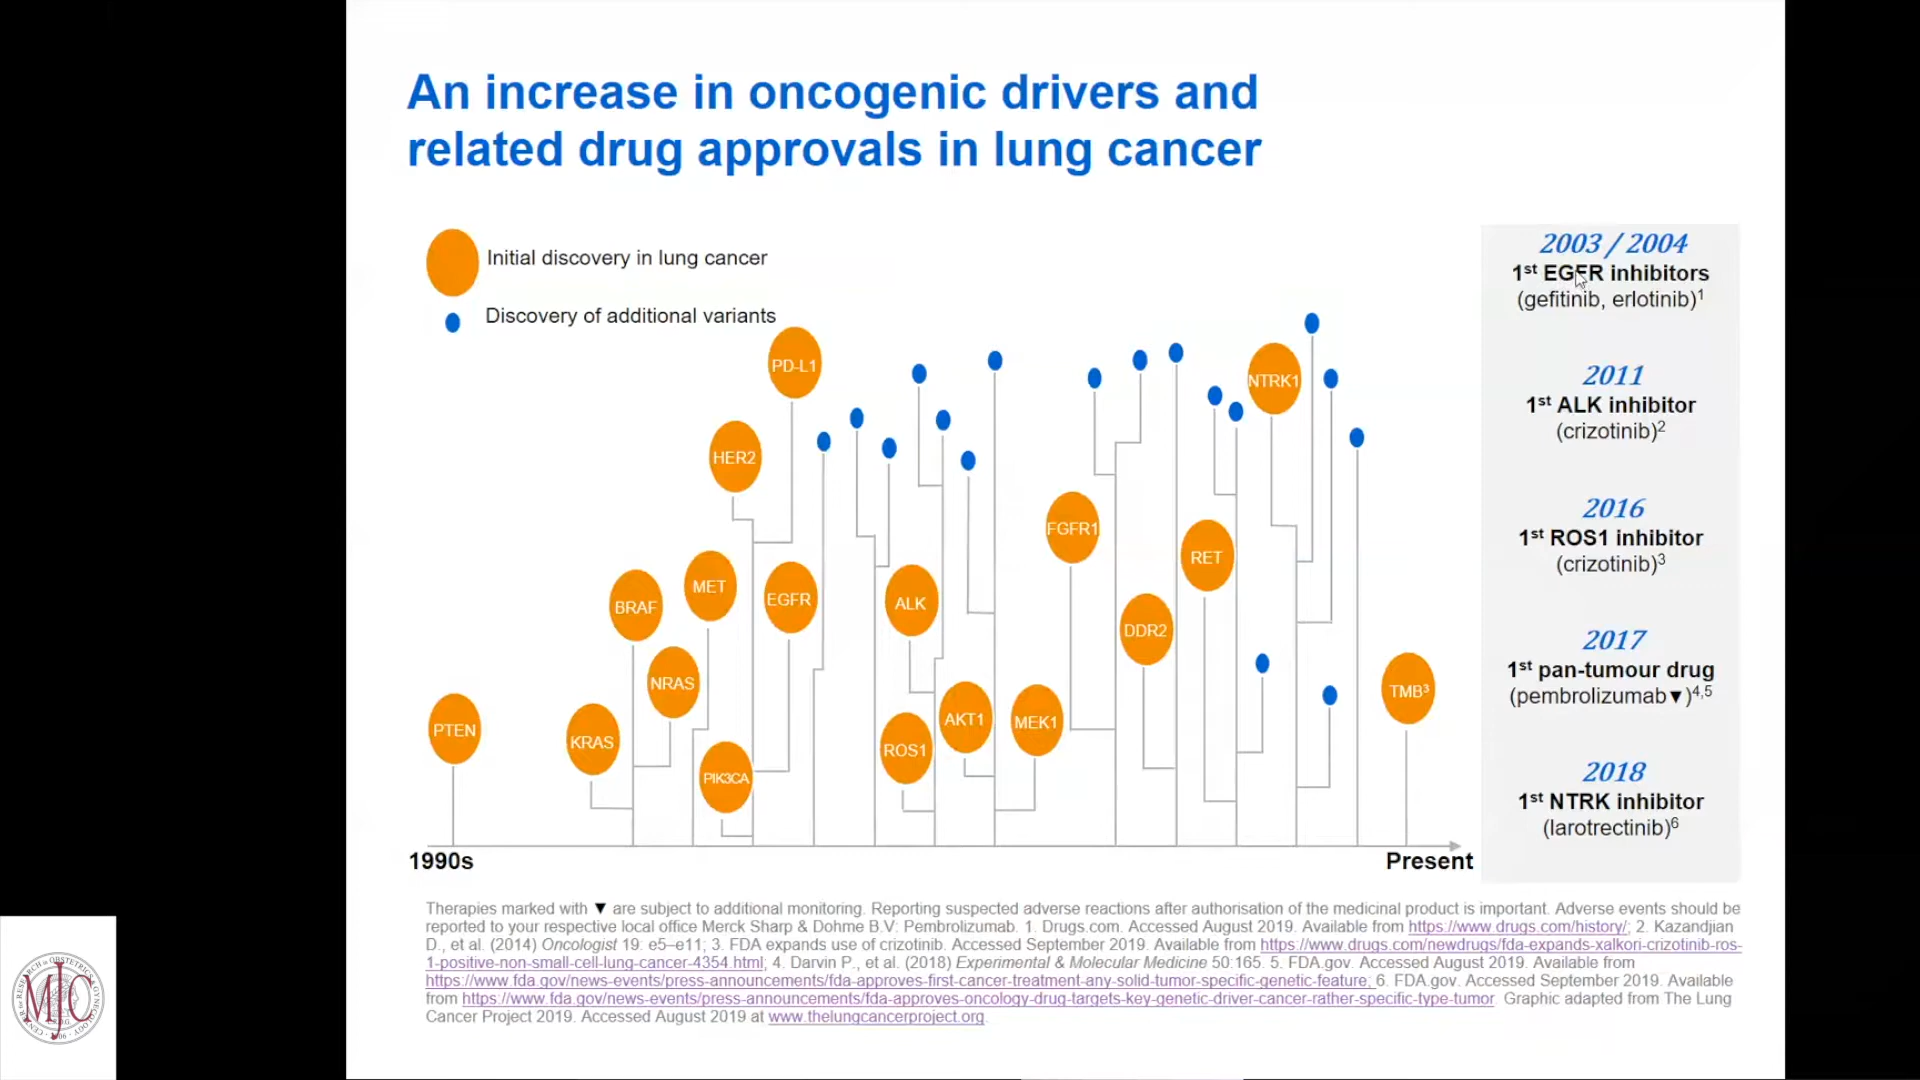 An increase in oncogenic drivers and
related drug approvals in lung cancer
Initial discovery in lung cancer
Discovery of additional variants
PD-L1
NTRK1
HER2
FGFR1
RET
MET
BRAF
EGFR
ALK
DDR2
NRAS
TMB³
PTEN
KRAS
AKT1
MEK1
ROS1
PIK3CA
1990s
Present
2003 / 2004
1st EGFR inhibitors
(gefitinib, erlotinib)1
2011
1st ALK inhibitor
(crizotinib)2
2016
1st ROS1 inhibitor
(crizotinib)3
2017
1st pan-tumour drug
(pembrolizumab▼)4,5
2018
1st NTRK inhibitor
(larotrectinib)6
Therapies marked with ▼ are subject to additional monitoring. Reporting suspected adverse reactions after authorisation of the medicinal product is important. Adverse events should be
reported to your respective local office Merck Sharp & Dohme B.V: Pembrolizumab. 1. Drugs.com. Accessed August 2019. Available from https://www.drugs.com/history/; 2. Kazandjian
D., et al. (2014) Oncologist 19: e5–e11; 3. FDA expands use of crizotinib. Accessed September 2019. Available from https://www.drugs.com/newdrugs/fda-expands-xalkori-crizotinib-ros-
1-positive-non-small-cell-lung-cancer-4354.html; 4. Darvin P., et al. (2018) Experimental & Molecular Medicine 50:165. 5. FDA.gov. Accessed August 2019. Available from
https://www.fda.gov/news-events/press-announcements/fda-approves-first-cancer-treatment-any-solid-tumor-specific-genetic-feature; 6. FDA.gov. Accessed September 2019. Available
from https://www.fda.gov/news-events/press-announcements/fda-approves-oncology-drug-targets-key-genetic-driver-cancer-rather-specific-type-tumor. Graphic adapted from The Lung
Cancer Project 2019. Accessed August 2019 at www.thelungcancerproject.org.
MJC